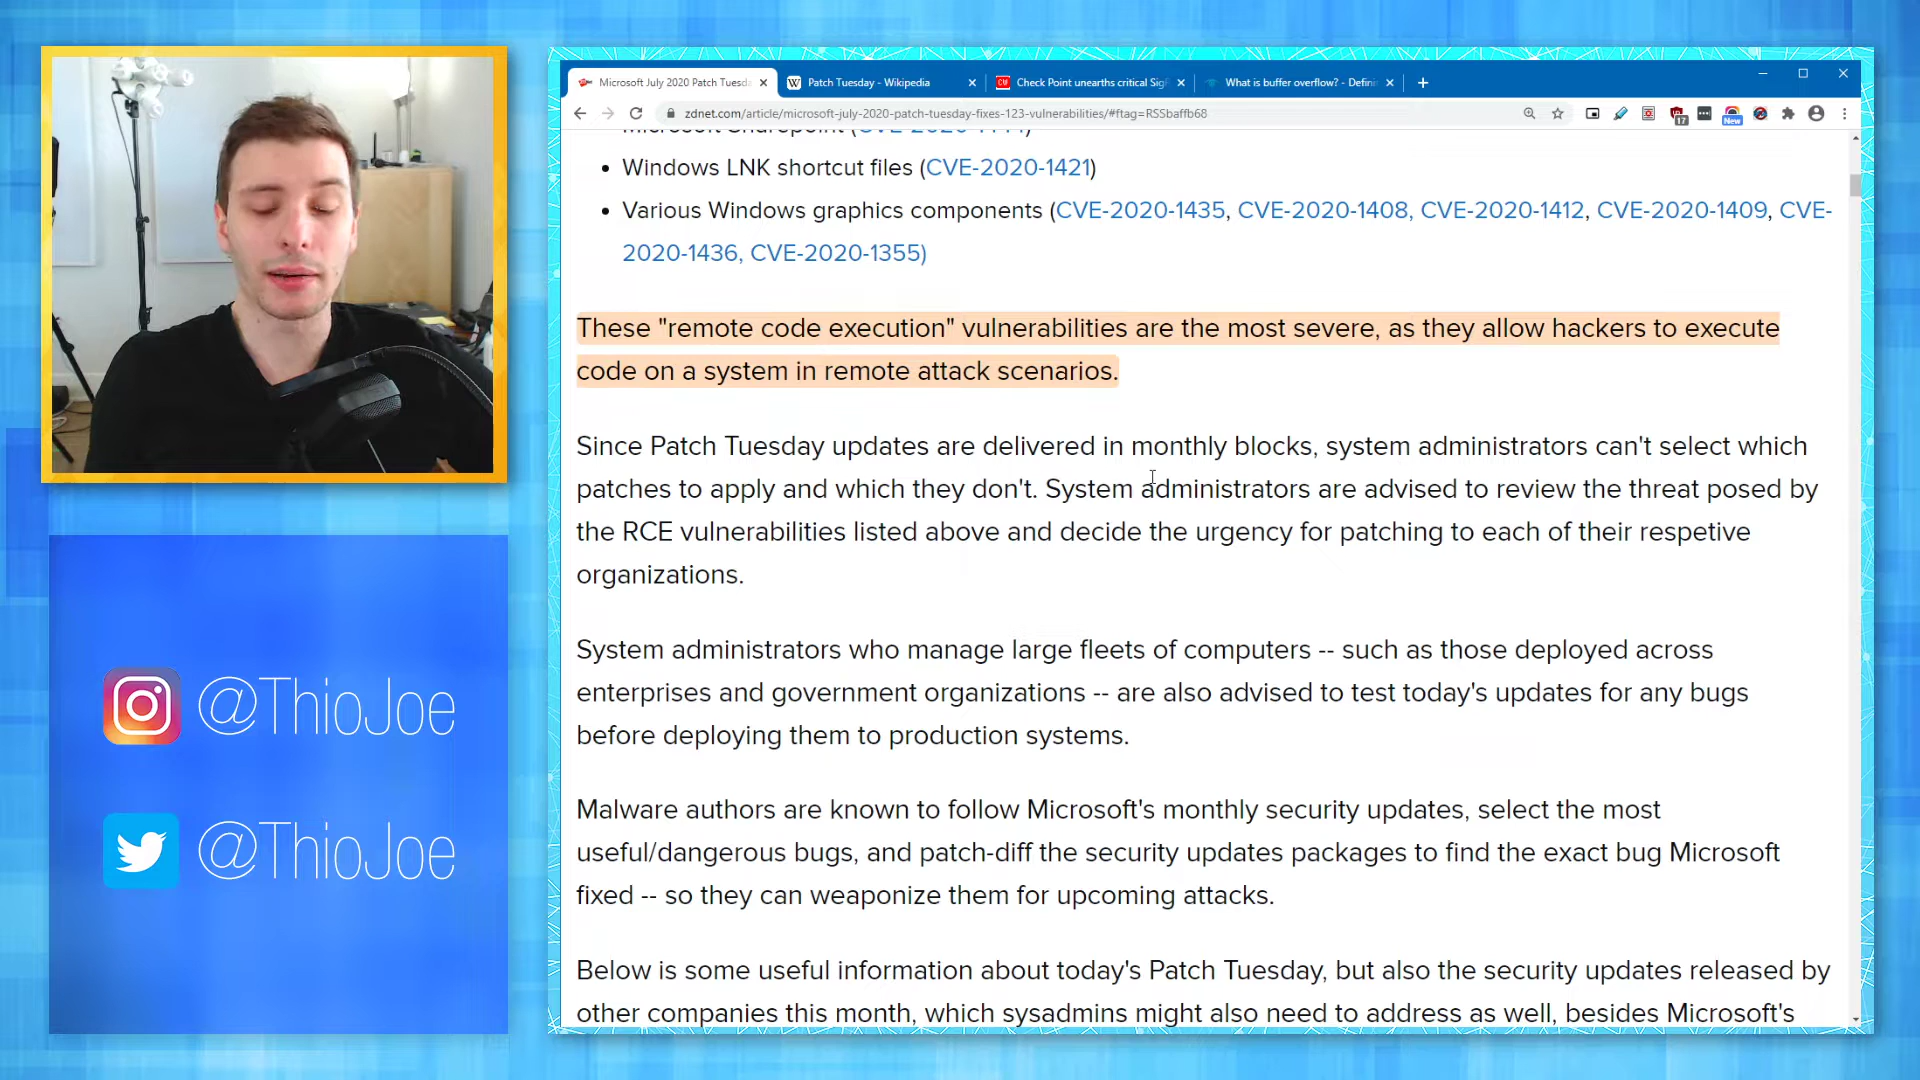 Microsoft July 2020 Patch Tuesd
Patch Tuesday - Wikipedia
Check Point unearths critical Sig
What is buffer overflow? - Defini
zdnet.com/article/microsoft-july-2020-patch-tuesday-fixes-123-vulnerabilities/#ftag=RSSbaffb68
17
New
Microsoft Sharepoint (
• Windows LNK shortcut files (CVE-2020-1421)
• Various Windows graphics components (CVE-2020-1435, CVE-2020-1408, CVE-2020-1412, CVE-2020-1409, CVE-
2020-1436, CVE-2020-1355)
These "remote code execution" vulnerabilities are the most severe, as they allow hackers to execute
code on a system in remote attack scenarios.
Since Patch Tuesday updates are delivered in monthly blocks, system administrators can't select which
patches to apply and which they don't. System administrators are advised to review the threat posed by
the RCE vulnerabilities listed above and decide the urgency for patching to each of their respetive
organizations.
System administrators who manage large fleets of computers -- such as those deployed across
enterprises and government organizations -- are also advised to test today's updates for any bugs
before deploying them to production systems.
Malware authors are known to follow Microsoft's monthly security updates, select the most
useful/dangerous bugs, and patch-diff the security updates packages to find the exact bug Microsoft
fixed -- so they can weaponize them for upcoming attacks.
Below is some useful information about today's Patch Tuesday, but also the security updates released by
other companies this month, which sysadmins might also need to address as well, besides Microsoft's
@ThioJoe
@ThioJoe